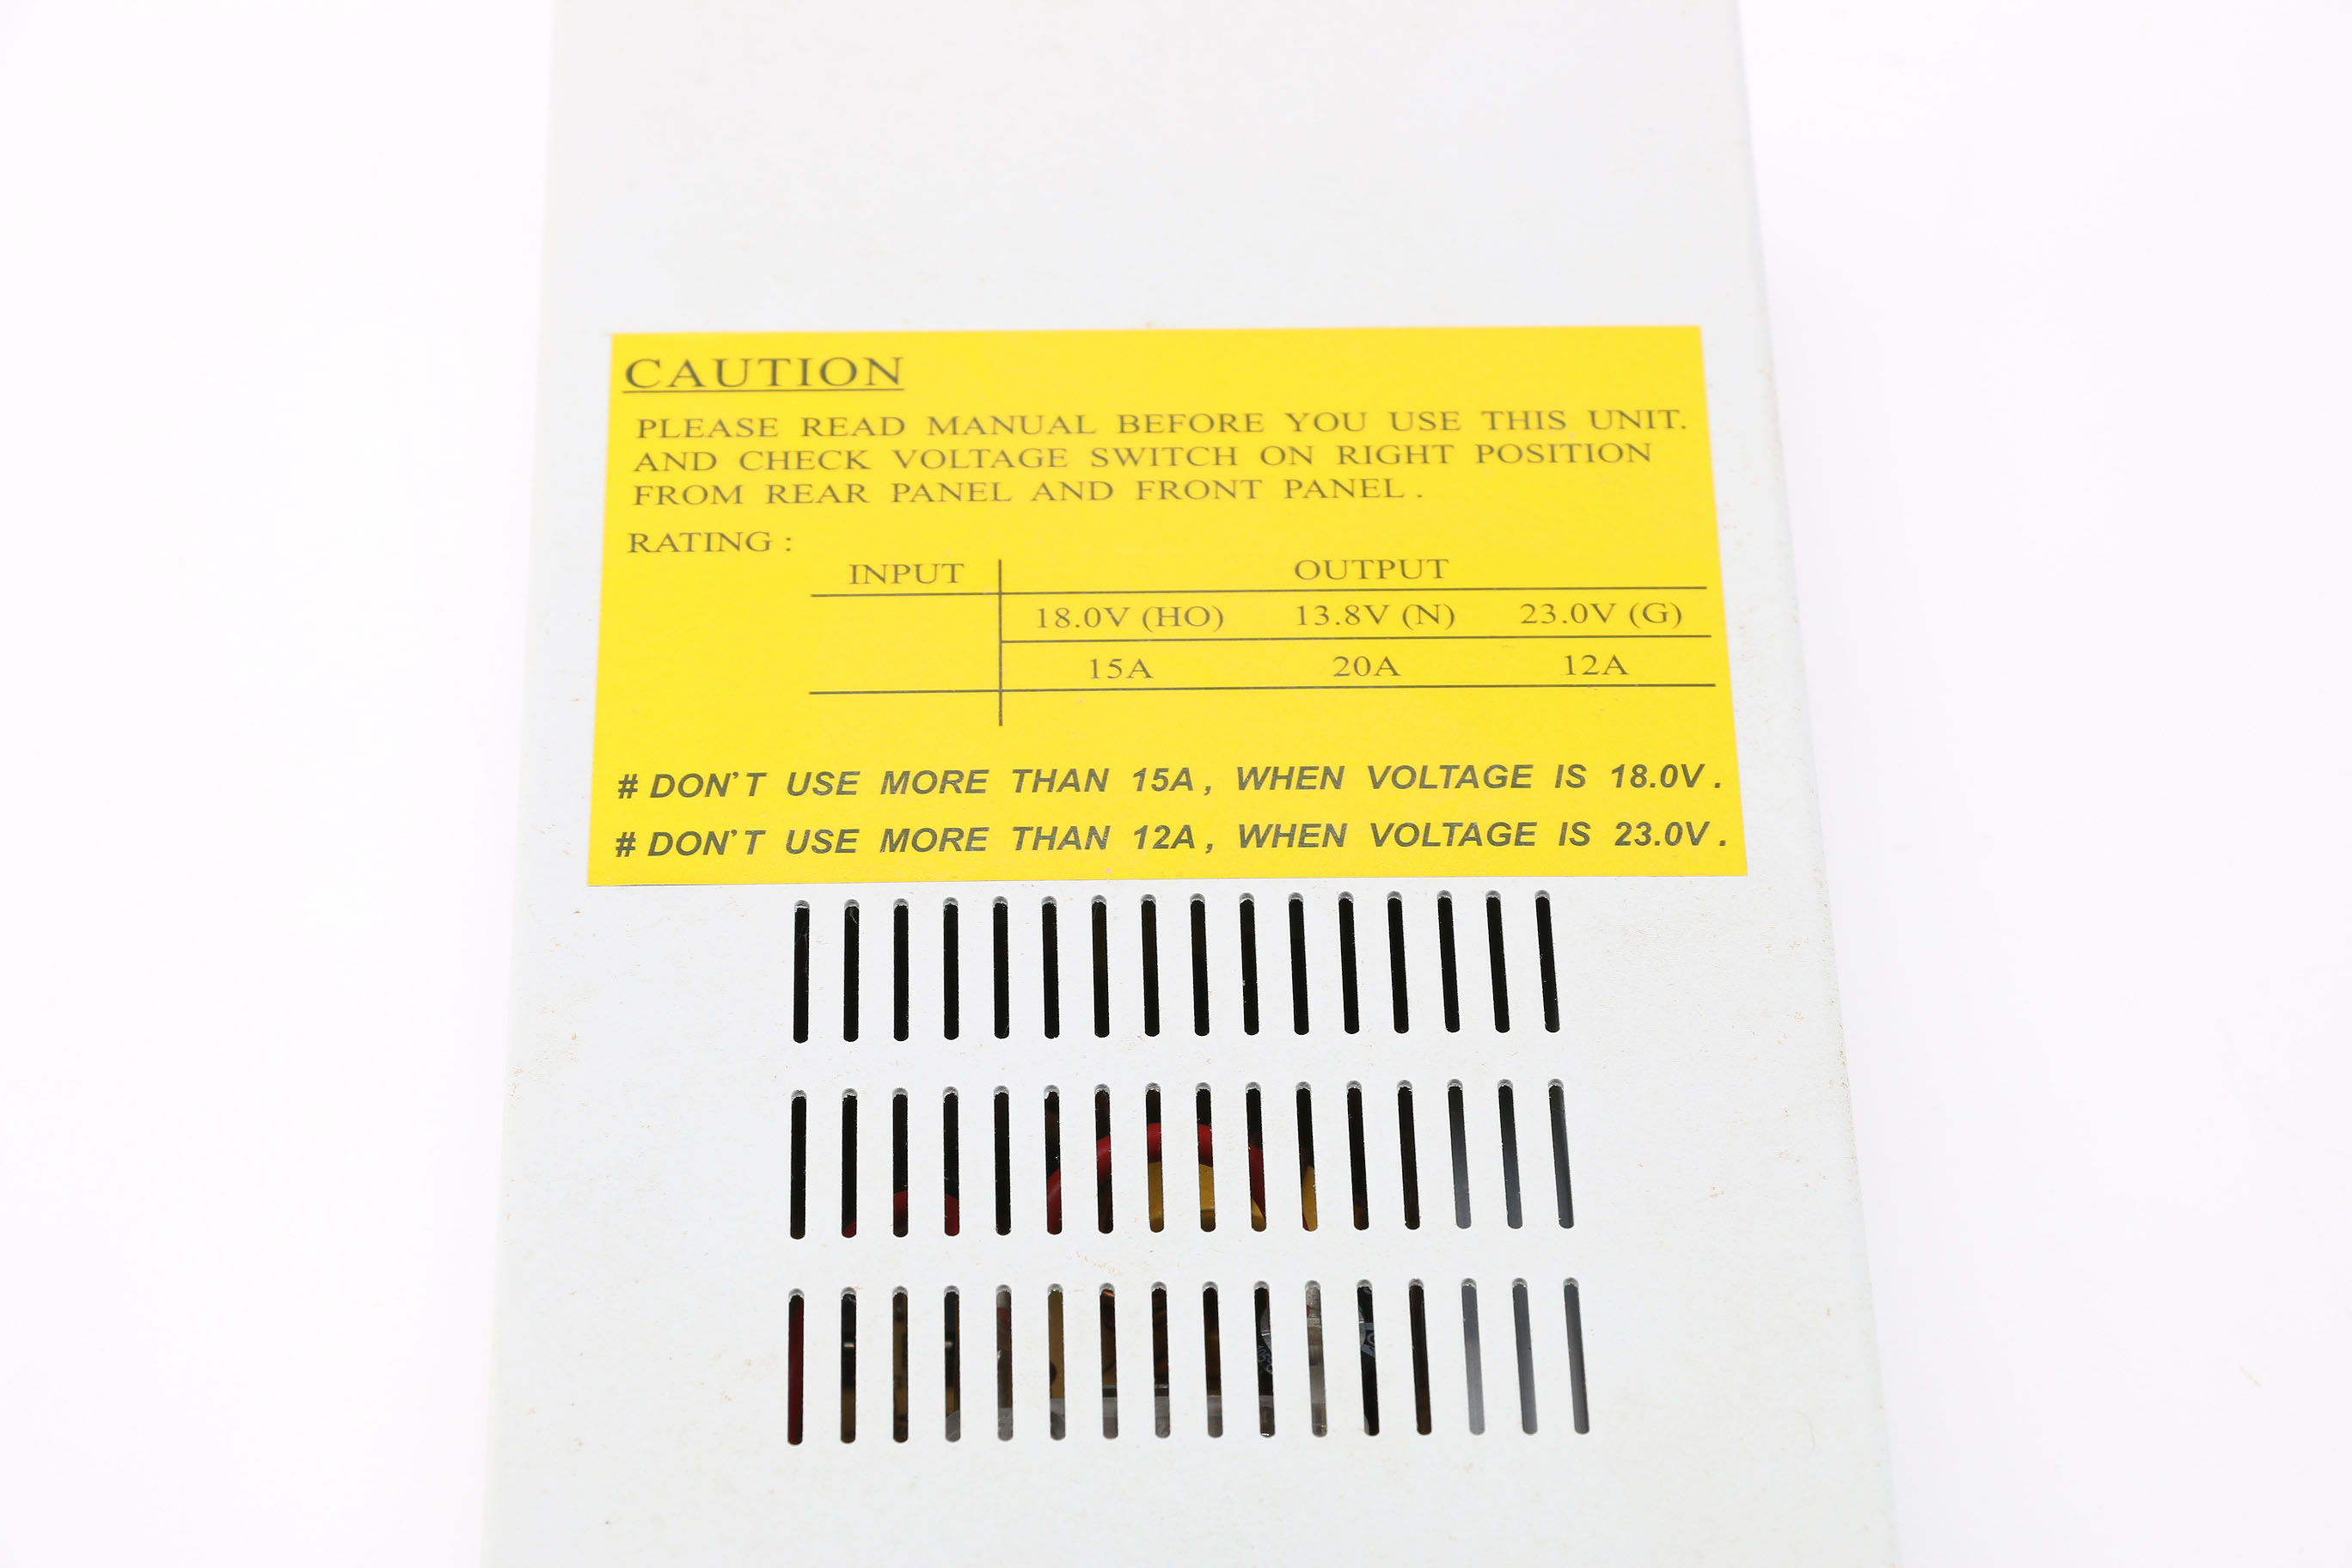 CAUTION
PLEASE READ MANUAL BEFORE YOU USE THIS UNIT.
AND CHECK VOLTAGE SWITCH ON RIGHT POSITION
FROM REAR PANEL AND FRONT PANEL .
RATING :
INPUT OUTPUT
18.0V (HO) 13.8V (N) 23.0V (G)
15A 20A 12A
# DON'T USE MORE THAN 15A , WHEN VOLTAGE IS 18.0V .
# DON'T USE MORE THAN 12A , WHEN VOLTAGE IS 23.0V .